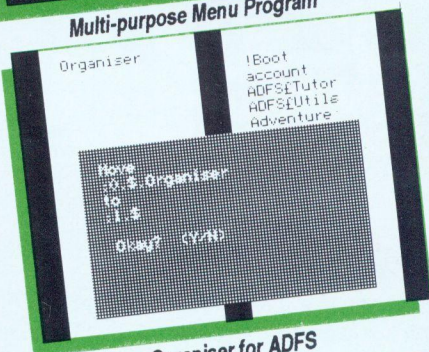 Multi-purpose Menu Program
Organiser
!Boot
account
ADFS£Tutor
ADFS£Utils
Adventure
Move
:0.$.Organiser
to
:1.$
Okay? (Y/N)
Organiser for ADFS